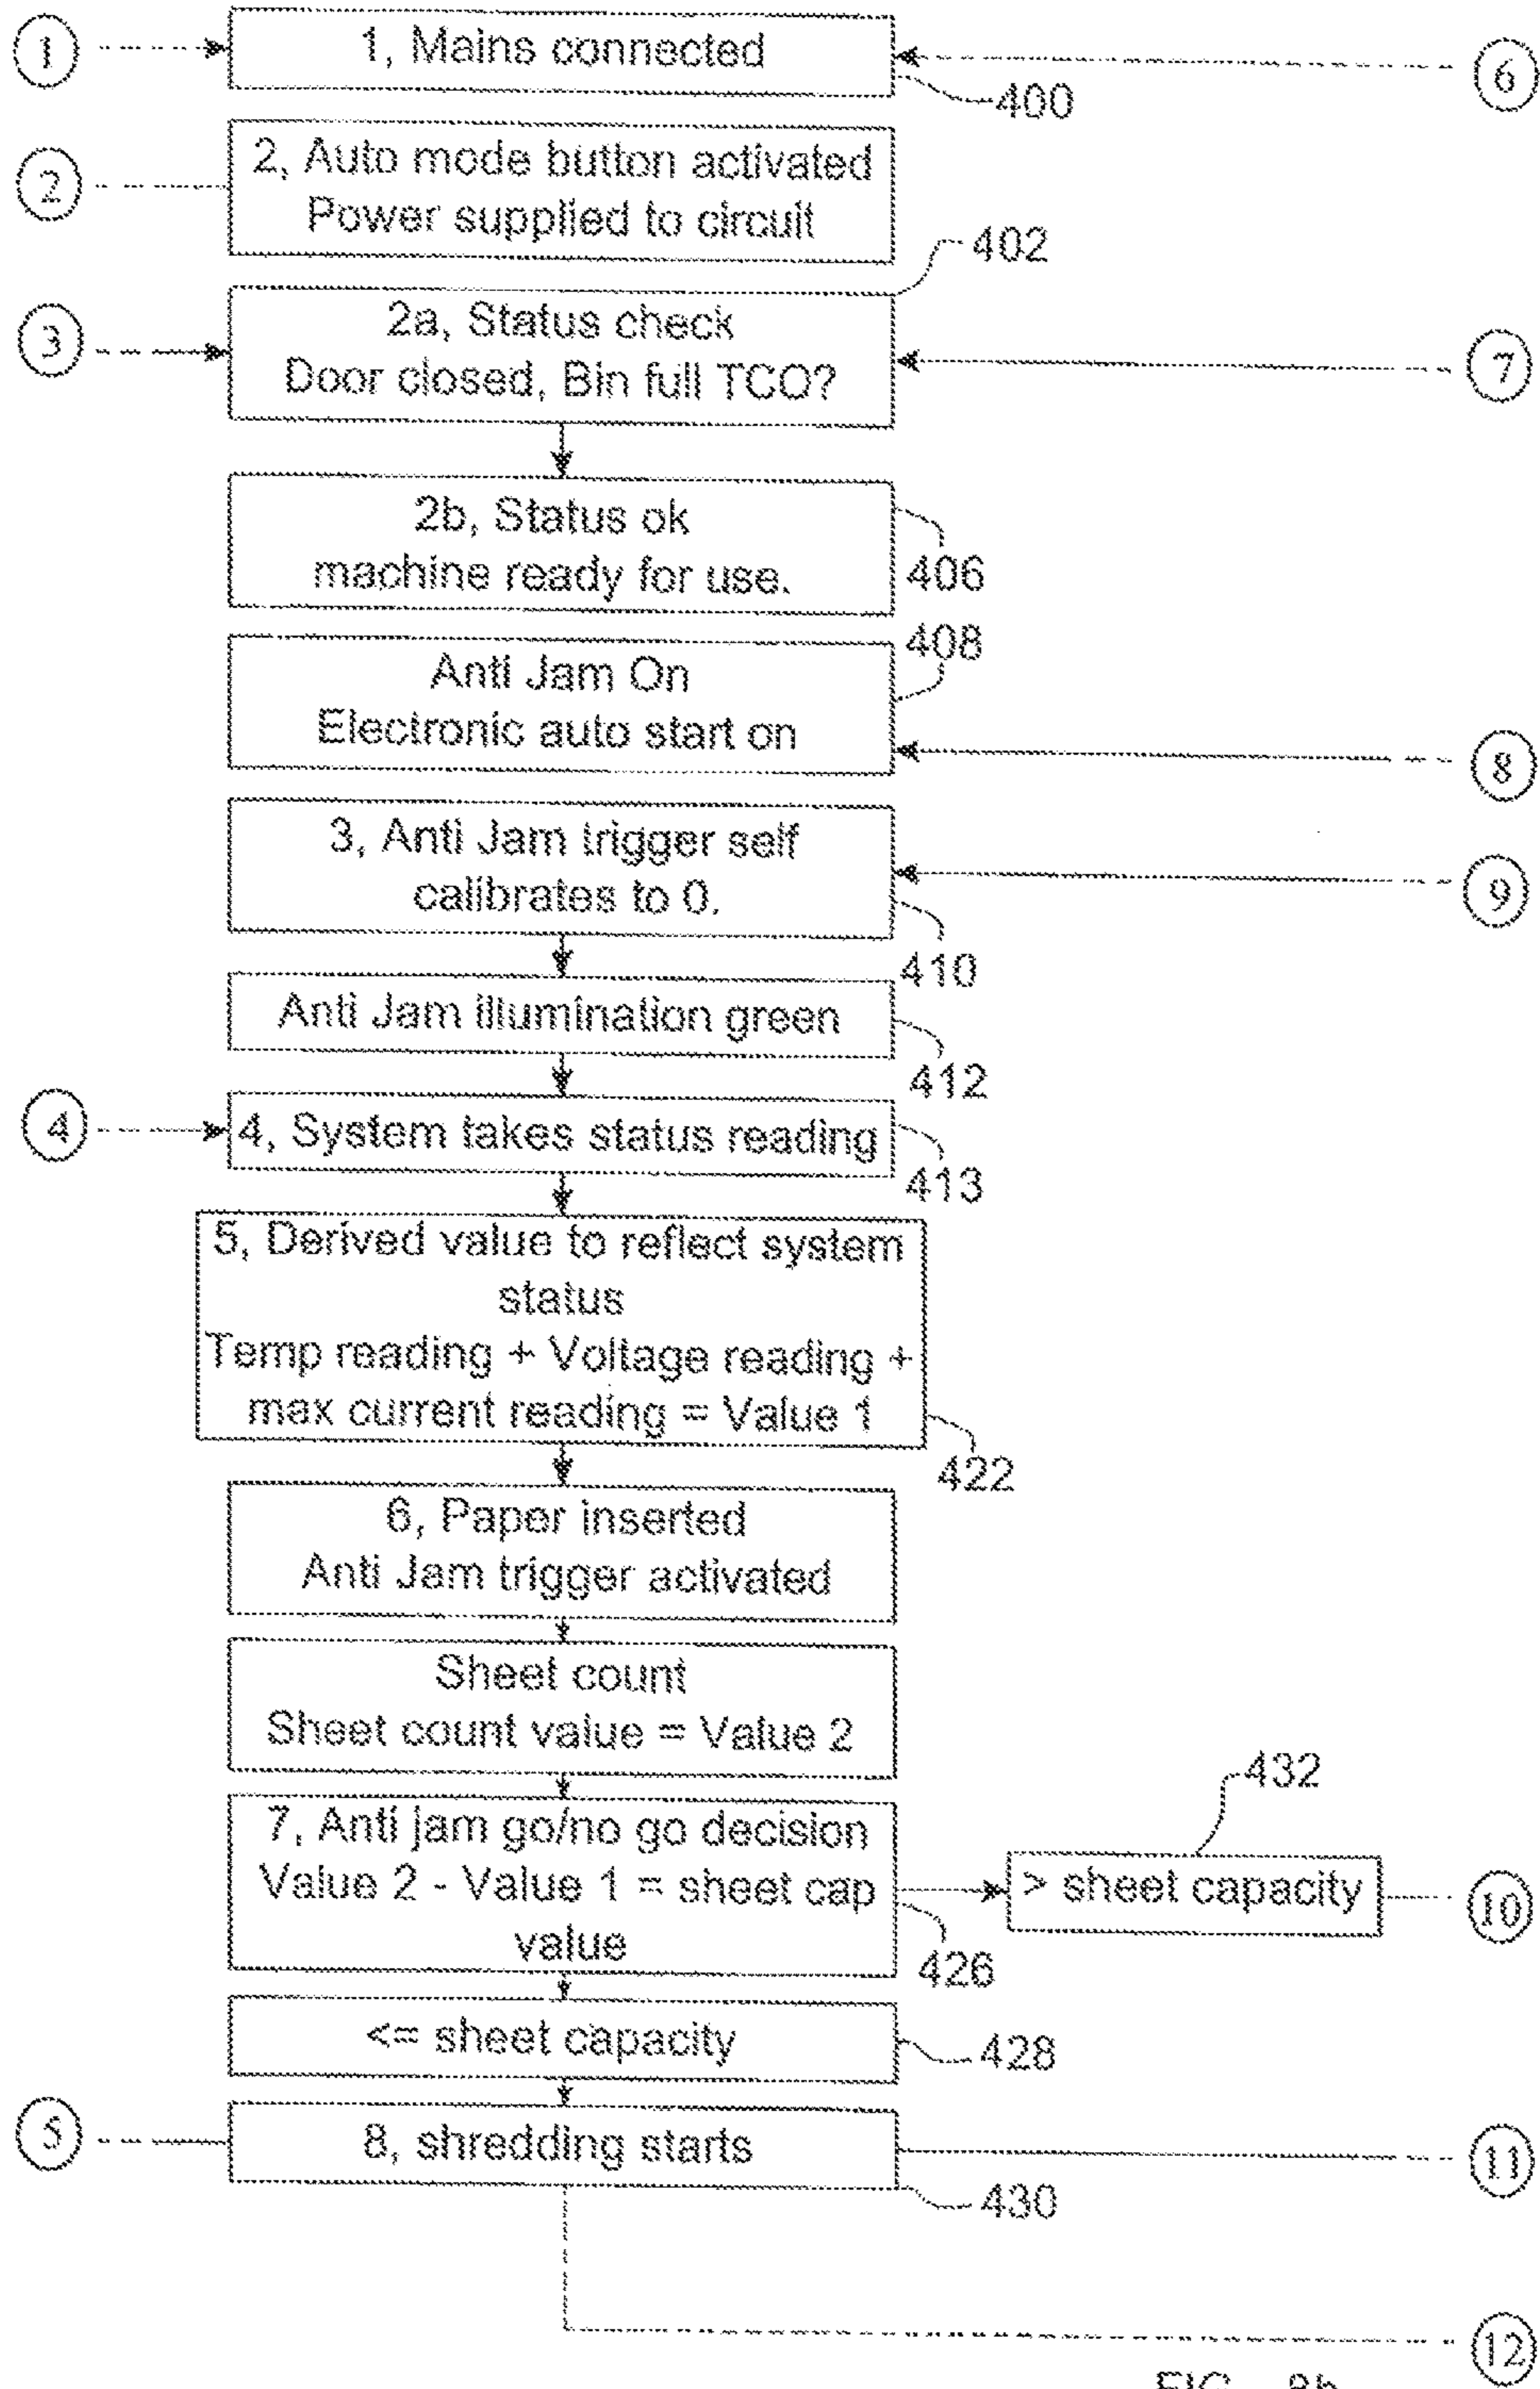 1
1, Mains connected
6
400
2
2, Auto mode button activated
Power supplied to circuit
402
3
2a, Status check
Door closed, Bin full TCO?
7
2b, Status ok
machine ready for use.
406
408
Anti Jam On
Electronic auto start on
8
3, Anti Jam trigger self
calibrates to 0.
9
410
Anti Jam illumination green
412
4
4, System takes status reading
413
5, Derived value to reflect system
status
Temp reading + Voltage reading +
max current reading = Value 1
422
6, Paper inserted
Anti Jam trigger activated
Sheet count
Sheet count value = Value 2
432
7, Anti jam go/no go decision
Value 2 - Value 1 = sheet cap
value
> sheet capacity
10
426
<= sheet capacity
428
5
8, shredding starts
11
430
12
FIG. 8b